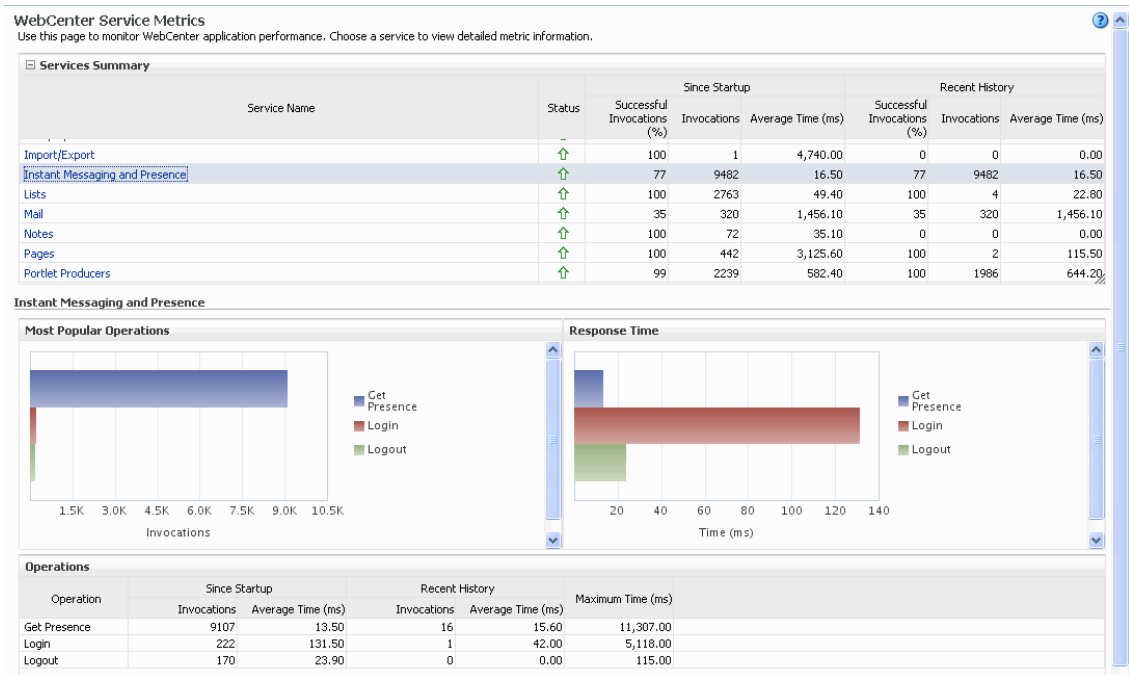 WebCenter Service Metrics
Use this page to monitor WebCenter application performance. Choose a service to view detailed metric information.
Services Summary
Service Name Status Since Startup Recent History
Successful Invocations (%) Invocations Average Time (ms) Successful Invocations (%) Invocations Average Time (ms)
Import/Export 100 1 4,740.00 0 0 0.00
Instant Messaging and Presence 77 9482 16.50 77 9482 16.50
Lists 100 2763 49.40 100 4 22.80
Mail 35 320 1,456.10 35 320 1,456.10
Notes 100 72 35.10 0 0 0.00
Pages 100 442 3,125.60 100 2 115.50
Portlet Producers 99 2239 582.40 100 1986 644.20
Instant Messaging and Presence
Most Popular Operations
Get Presence
Login
Logout
1.5K 3.0K 4.5K 6.0K 7.5K 9.0K 10.5K
Invocations
Response Time
Get Presence
Login
Logout
20 40 60 80 100 120 140
Time (ms)
Operations
Operation Since Startup Recent History Maximum Time (ms)
Invocations Average Time (ms) Invocations Average Time (ms)
Get Presence 9107 13.50 16 15.60 11,307.00
Login 222 131.50 1 42.00 5,118.00
Logout 170 23.90 0 0.00 115.00